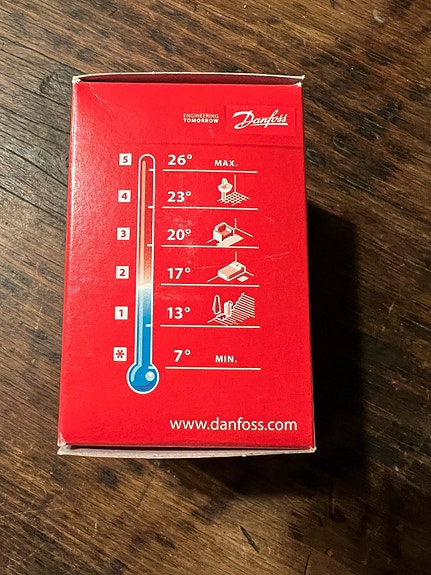 ENGINEERING
TOMORROW
Danfoss
5 26° MAX.
4 23°
3 20°
2 17°
1 13°
* 7° MIN.
www.danfoss.com